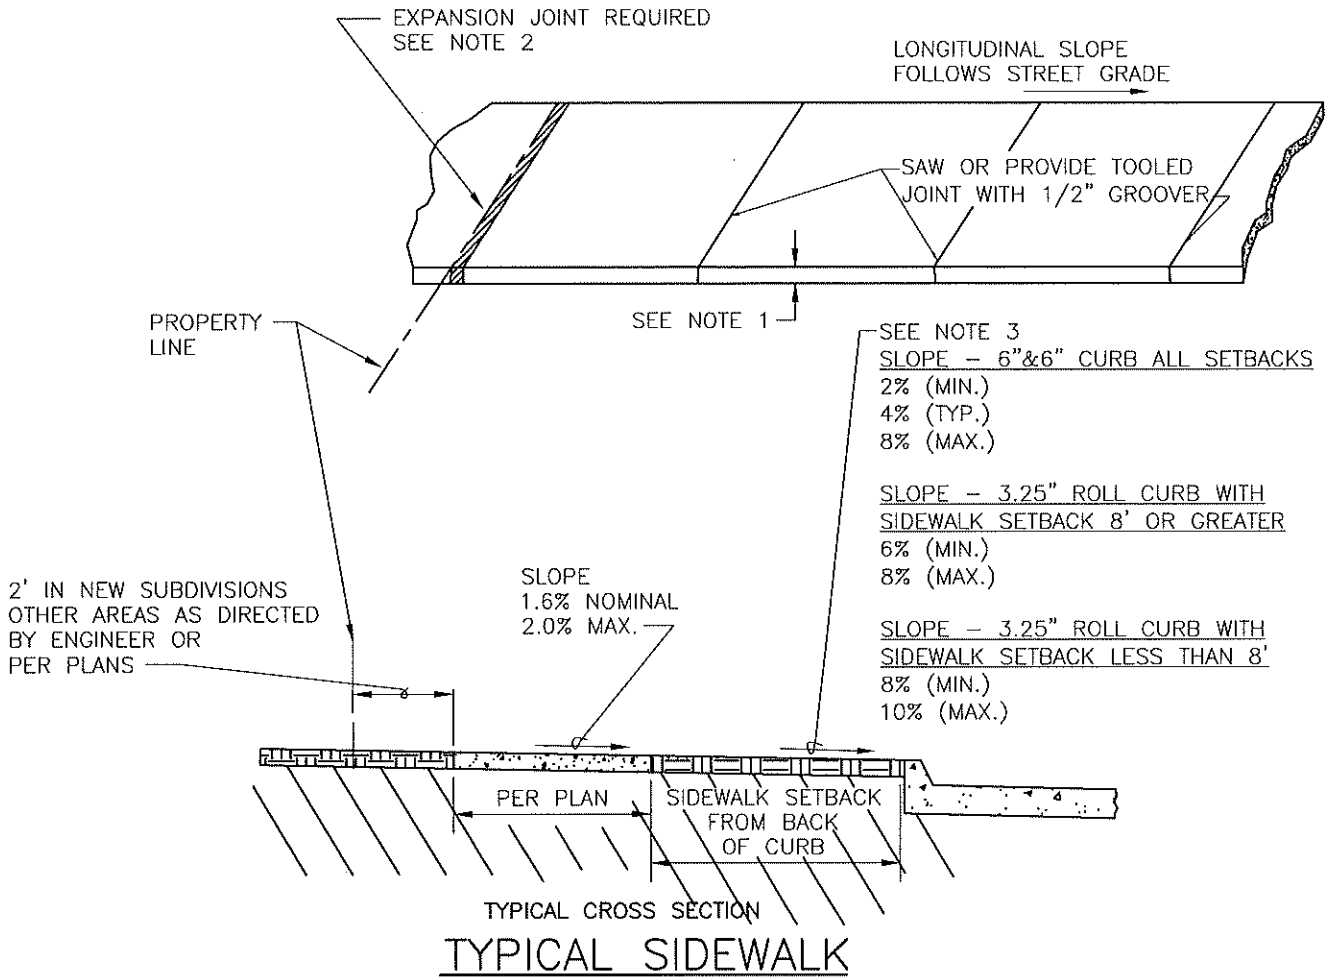 EXPANSION JOINT REQUIRED
SEE NOTE 2
LONGITUDINAL SLOPE
FOLLOWS STREET GRADE
SAW OR PROVIDE TOOLED
JOINT WITH 1/2" GROOVER
SEE NOTE 1
PROPERTY
LINE
SEE NOTE 3
SLOPE - 6"&6" CURB ALL SETBACKS
2% (MIN.)
4% (TYP.)
8% (MAX.)
SLOPE - 3.25" ROLL CURB WITH
SIDEWALK SETBACK 8' OR GREATER
6% (MIN.)
8% (MAX.)
SLOPE - 3.25" ROLL CURB WITH
SIDEWALK SETBACK LESS THAN 8'
8% (MIN.)
10% (MAX.)
2' IN NEW SUBDIVISIONS
OTHER AREAS AS DIRECTED
BY ENGINEER OR
PER PLANS
SLOPE
1.6% NOMINAL
2.0% MAX.
PER PLAN
SIDEWALK SETBACK
FROM BACK
OF CURB
TYPICAL CROSS SECTION
TYPICAL SIDEWALK